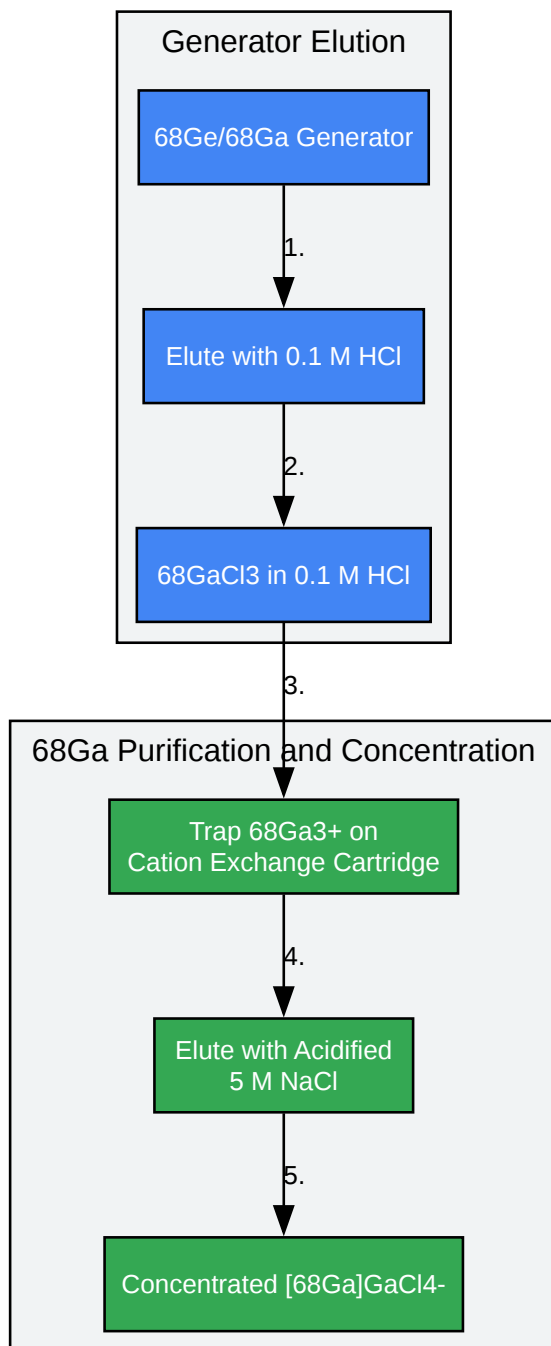 Generator Elution
68Ge/68Ga Generator
1.
Elute with 0.1 M HCl
2.
68GaCl3 in 0.1 M HCl
3.
68Ga Purification and Concentration
Trap 68Ga3+ on
Cation Exchange Cartridge
4.
Elute with Acidified
5 M NaCl
5.
Concentrated [68Ga]GaCl4-